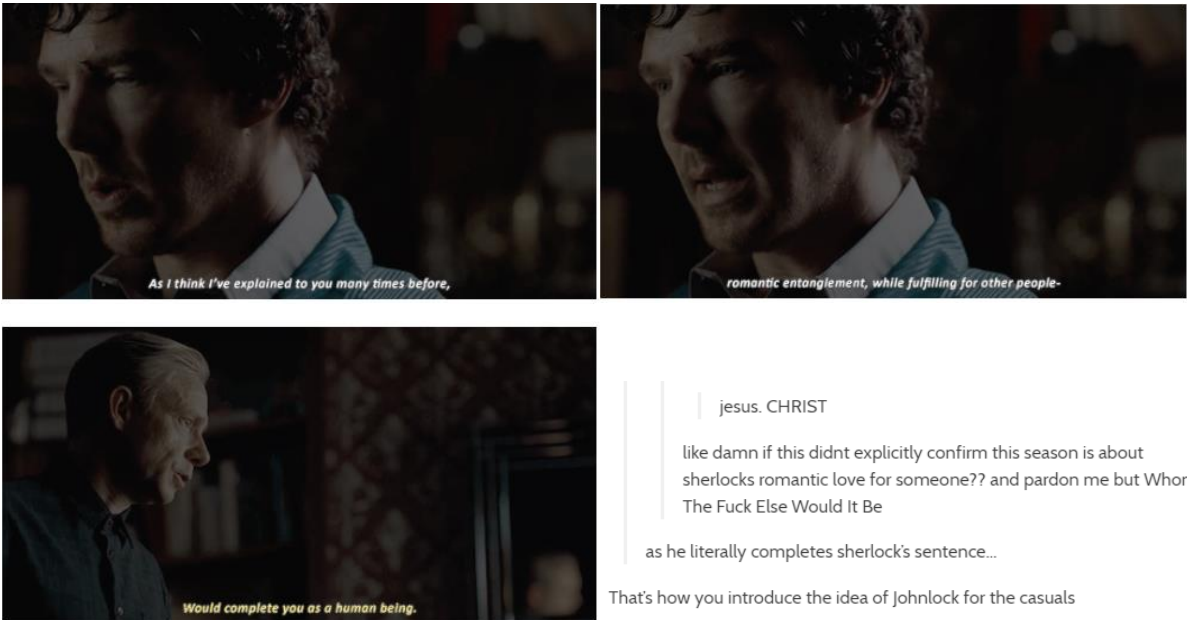 As I think I've explained to you many times before,
romantic entanglement, while fulfilling for other people-
Would complete you as a human being.
jesus. CHRIST
like damn if this didnt explicitly confirm this season is about
sherlocks romantic love for someone?? and pardon me but Whom
The Fuck Else Would It Be
as he literally completes sherlock's sentence...
That's how you introduce the idea of Johnlock for the casuals